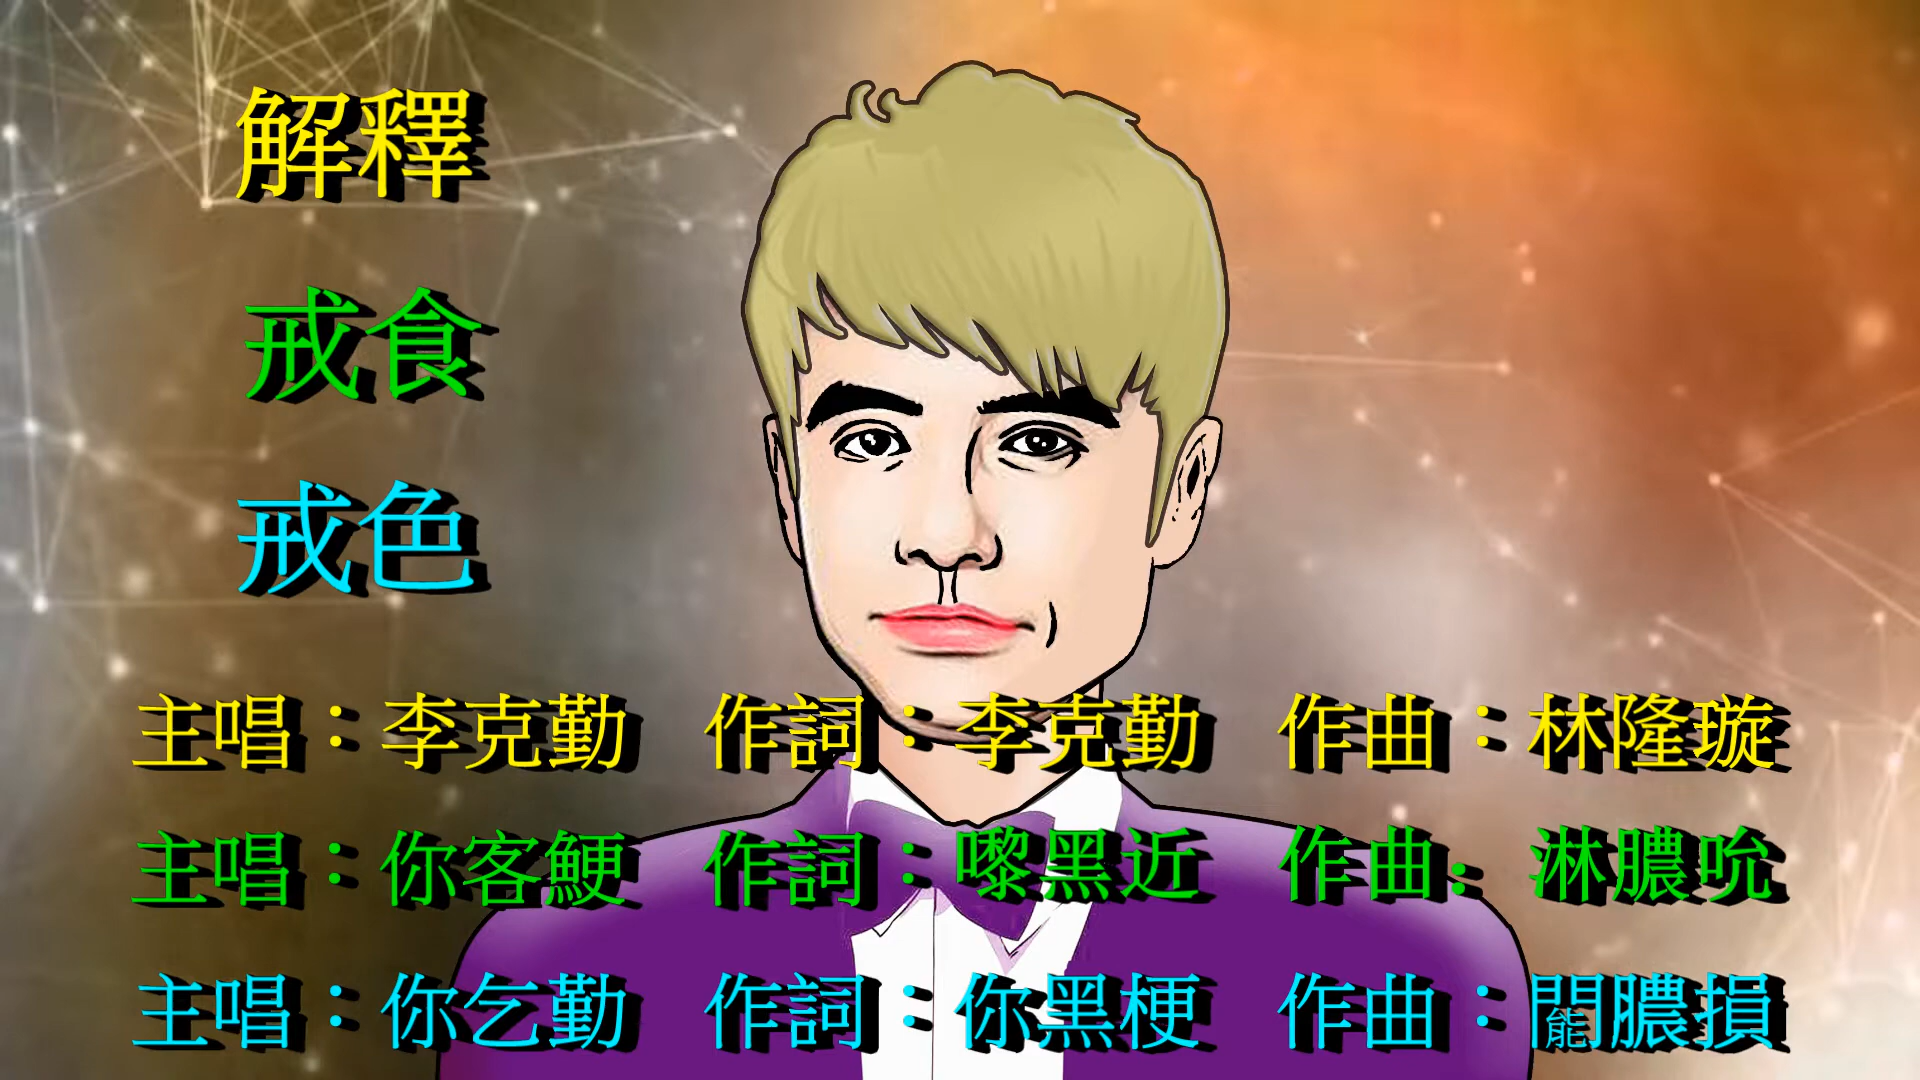 解釋
戒食
戒色
主唱：李克勤 作詞：李克勤 作曲：林隆璇
主唱：你客鯁 作詞：嚟黑近 作曲：淋膿吮
主唱：你乞勤 作詞：你黑梗 作曲：膿損